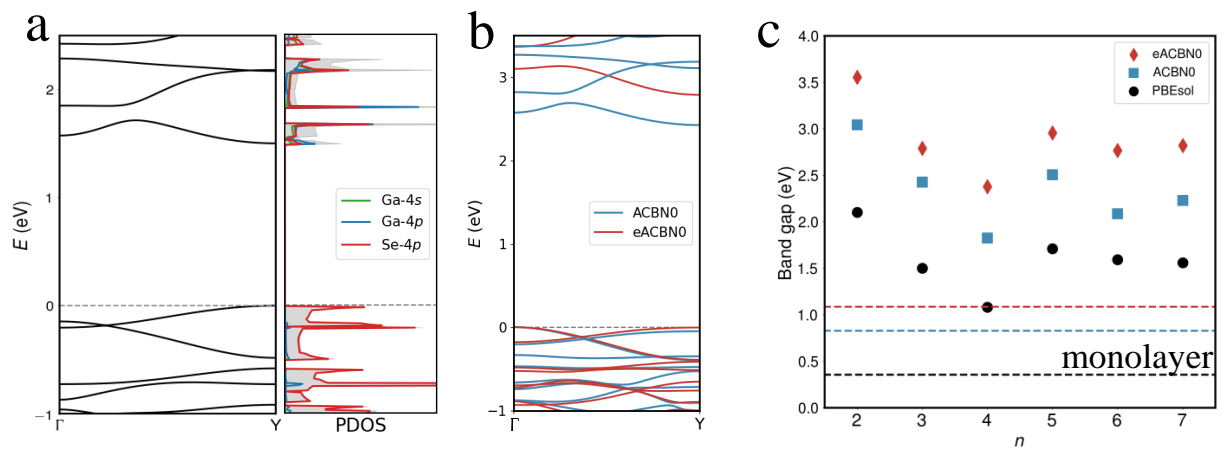 a
E (eV)
2
1
0
−1
Γ
Y
Ga-4s
Ga-4p
Se-4p
PDOS
b
E (eV)
3
2
1
0
−1
Γ
Y
ACBN0
eACBN0
c
Band gap (eV)
4.0
3.5
3.0
2.5
2.0
1.5
1.0
0.5
0.0
eACBN0
ACBN0
PBEsol
monolayer
2 3 4 5 6 7
n